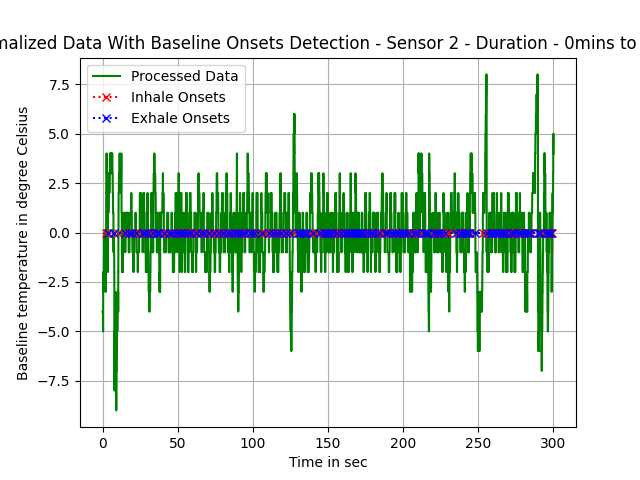 malized Data With Baseline Onsets Detection - Sensor 2 - Duration - 0mins to
Processed Data
Inhale Onsets
Exhale Onsets
Baseline temperature in degree Celsius
7.5
5.0
2.5
0.0
−2.5
−5.0
−7.5
0 50 100 150 200 250 300
Time in sec